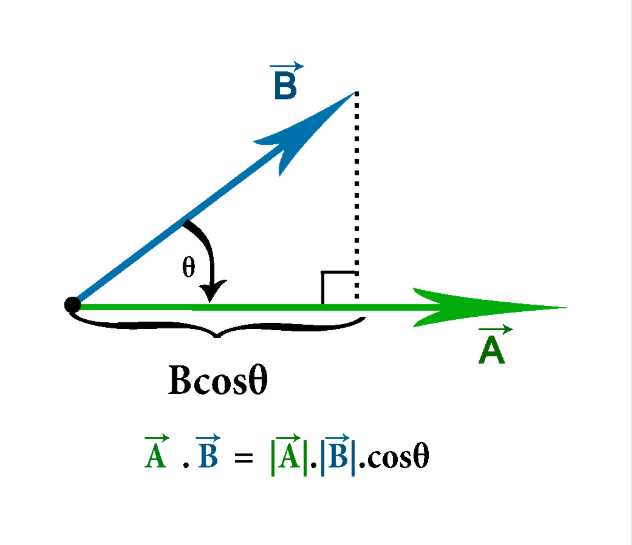 B⃗
θ
A⃗
Bcosθ
A⃗ . B⃗ = |A⃗|.|B⃗|.cosθ